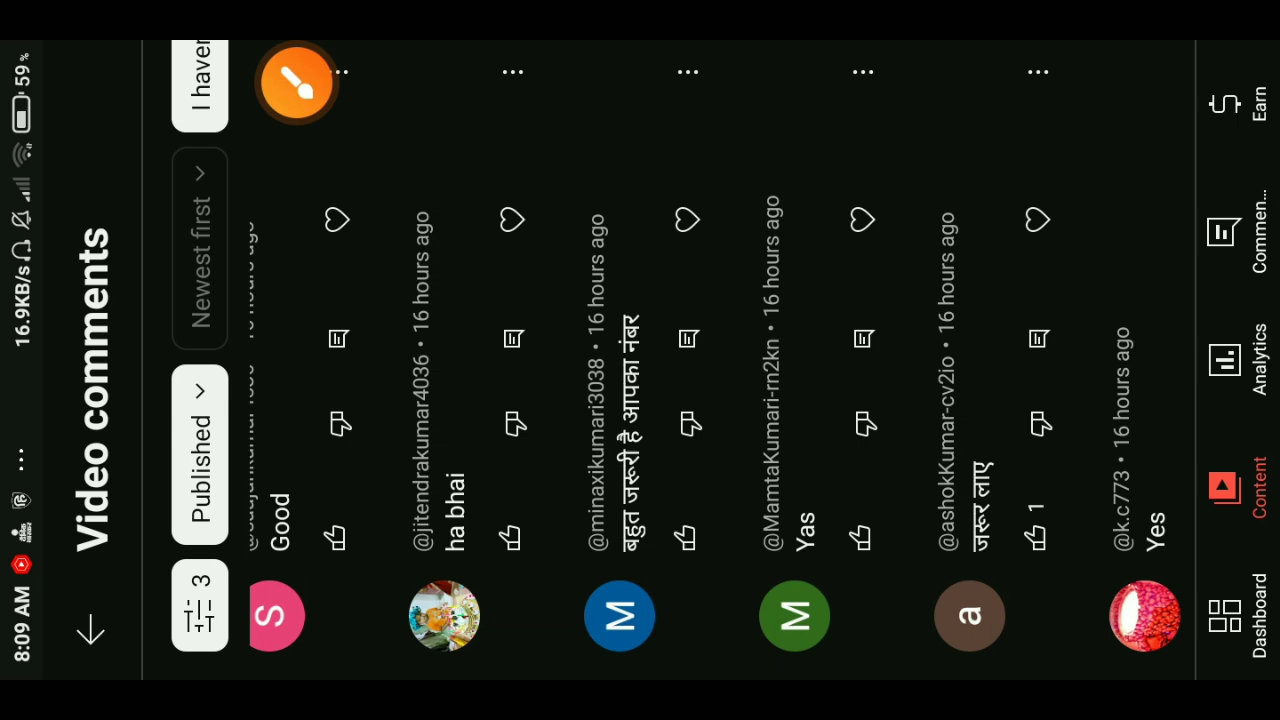 8:09 AM
16.9KB/s
59 %
Video comments
3
Published
Newest first
I haven
Good
@jitendrakumar4036 • 16 hours ago
ha bhai
@minaxikumari3038 • 16 hours ago
बहुत जरूरी है आपका नंबर
@MamtaKumari-rn2kn • 16 hours ago
Yas
@ashokKumar-cv2io • 16 hours ago
जरूर लाए
1
@k.c773 • 16 hours ago
Yes
S
M
M
a
Dashboard
Content
Analytics
Commen...
Earn